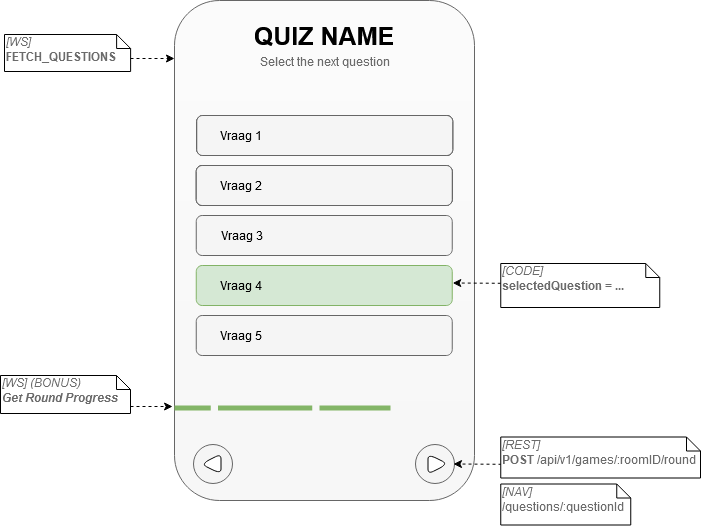 [WS]
FETCH_QUESTIONS
QUIZ NAME
Select the next question
Vraag 1
Vraag 2
Vraag 3
Vraag 4
Vraag 5
[CODE]
selectedQuestion = ...
[WS] (BONUS)
Get Round Progress
[REST]
POST /api/v1/games/:roomID/round
[NAV]
/questions/:questionId